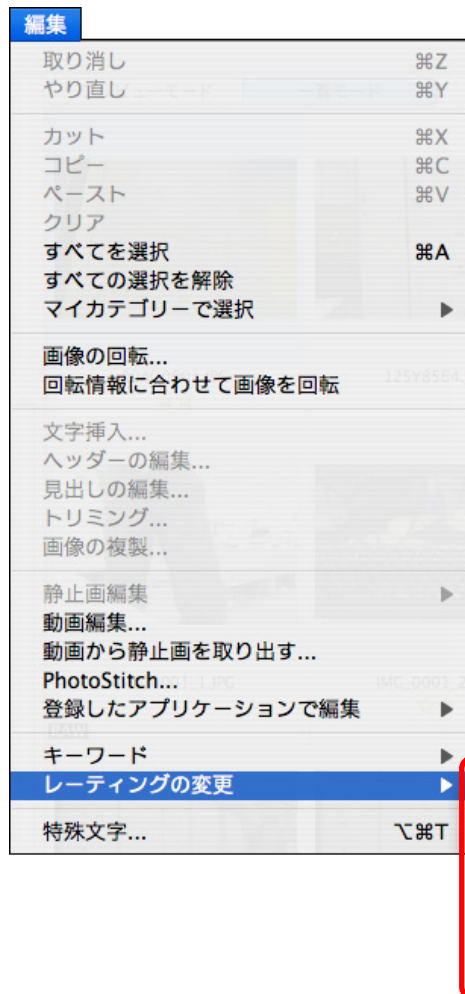 編集
取り消し ⌘Z
やり直し ⌘Y
カット ⌘X
コピー ⌘C
ペースト ⌘V
クリア
すべてを選択 ⌘A
すべての選択を解除
マイカテゴリーで選択 ▶
画像の回転...
回転情報に合わせて画像を回転
文字挿入...
ヘッダーの編集...
見出しの編集...
トリミング...
画像の複製...
静止画編集 ▶
動画編集...
動画から静止画を取り出す...
PhotoStitch...
登録したアプリケーションで編集 ▶
キーワード ▶
レーティングの変更 ▶
特殊文字... ⌥⌘T